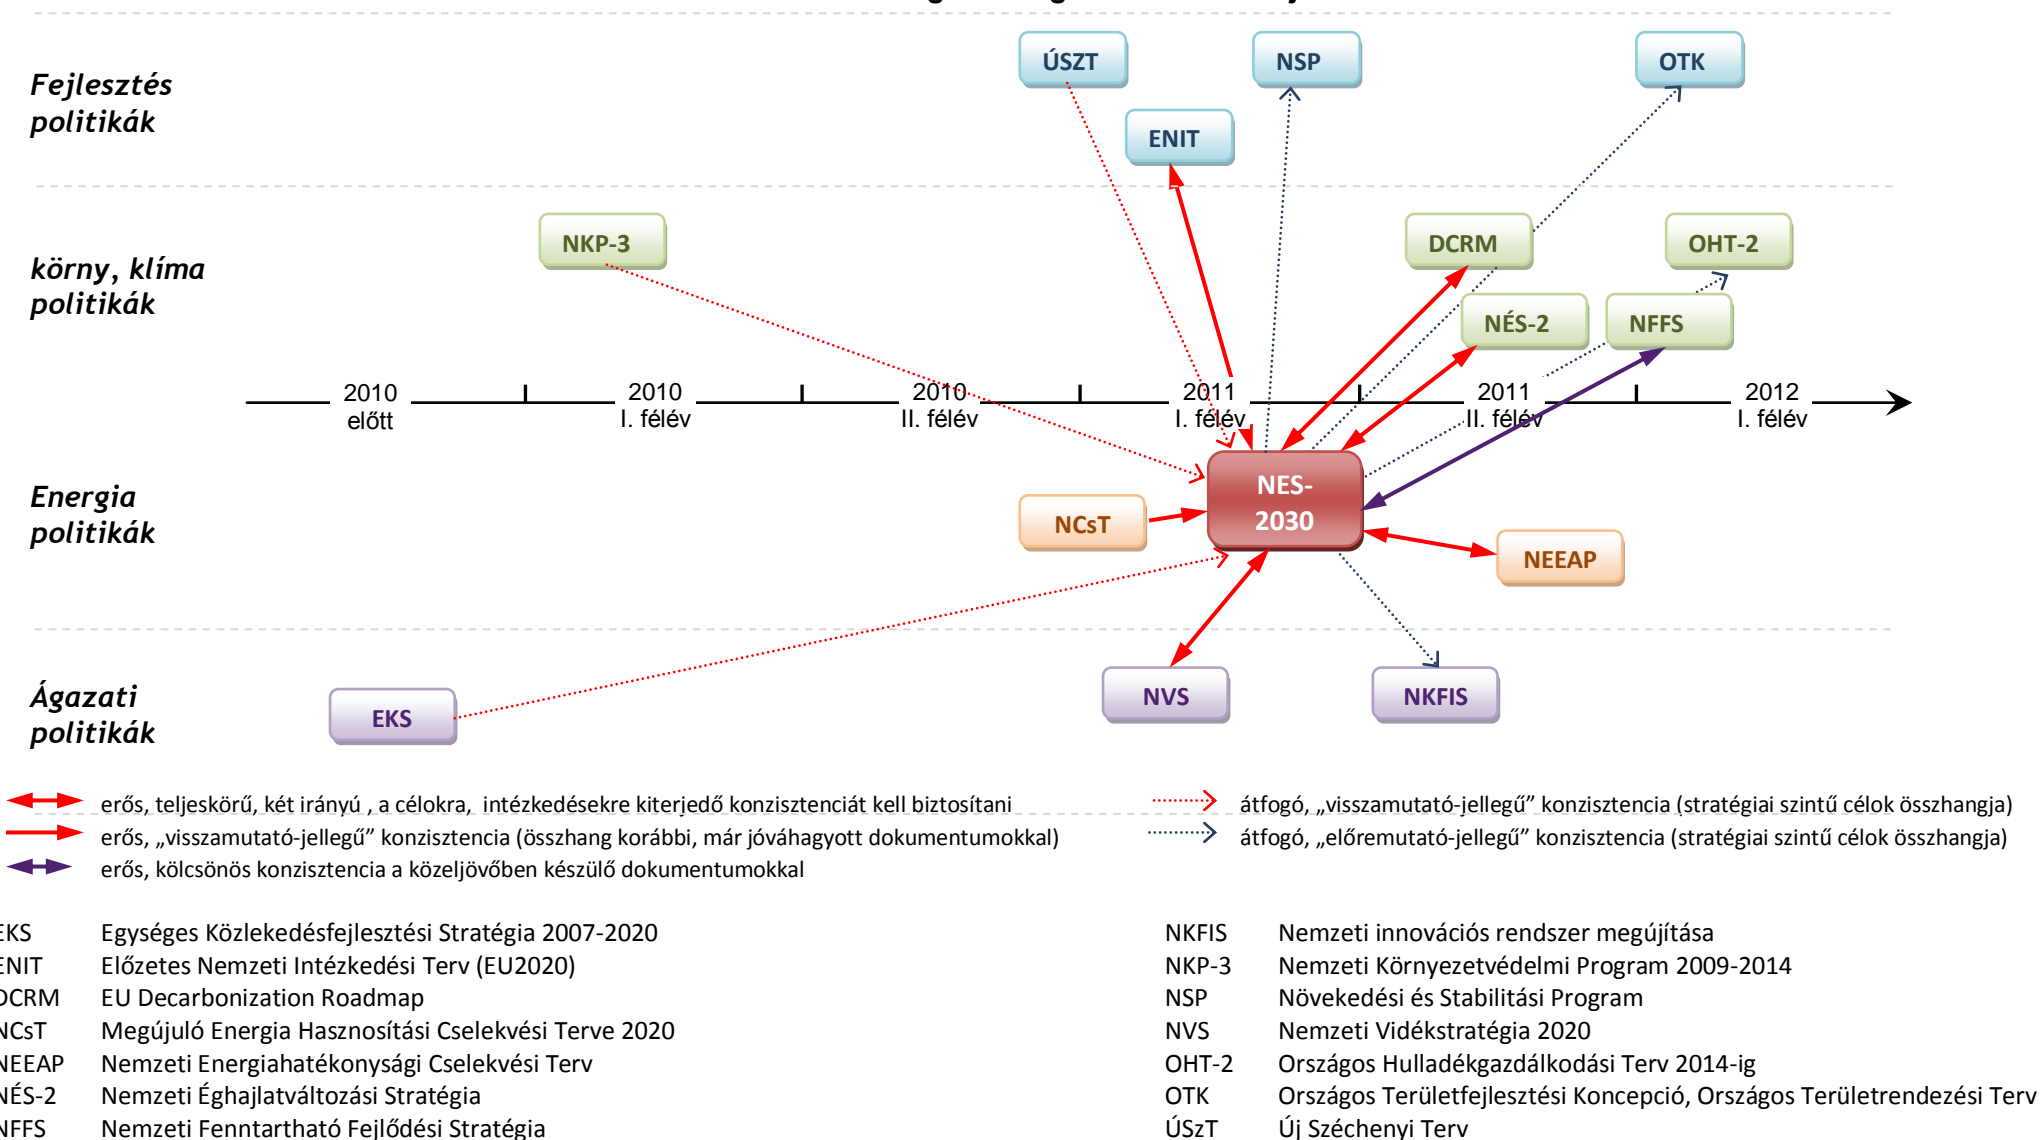 ÚSZT
NSP
OTK
Fejlesztés
politikák
ENIT
NKP-3
DCRM
OHT-2
körny, klíma
politikák
NÉS-2
NFFS
2010
előtt
2010
I. félév
2010
II. félév
2011
I. félév
2011
II. félév
2012
I. félév
Energia
politikák
NES-
2030
NCsT
NEEAP
Ágazati
politikák
EKS
NVS
NKFIS
erős, teljeskörű, két irányú , a célokra, intézkedésekre kiterjedő konzisztenciát kell biztosítani
erős, „visszamutató-jellegű” konzisztencia (összhang korábbi, már jóváhagyott dokumentumokkal)
erős, kölcsönös konzisztencia a közeljövőben készülő dokumentumokkal
átfogó, „visszamutató-jellegű” konzisztencia (stratégiai szintű célok összhangja)
átfogó, „előremutató-jellegű” konzisztencia (stratégiai szintű célok összhangja)
EKS Egységes Közlekedésfejlesztési Stratégia 2007-2020
ENIT Előzetes Nemzeti Intézkedési Terv (EU2020)
DCRM EU Decarbonization Roadmap
NCsT Megújuló Energia Hasznosítási Cselekvési Terve 2020
NEEAP Nemzeti Energiahatékonysági Cselekvési Terv
NÉS-2 Nemzeti Éghajlatváltozási Stratégia
NFFS Nemzeti Fenntartható Fejlődési Stratégia
NKFIS Nemzeti innovációs rendszer megújítása
NKP-3 Nemzeti Környezetvédelmi Program 2009-2014
NSP Növekedési és Stabilitási Program
NVS Nemzeti Vidékstratégia 2020
OHT-2 Országos Hulladékgazdálkodási Terv 2014-ig
OTK Országos Területfejlesztési Koncepció, Országos Területrendezési Terv
ÚSzT Új Széchenyi Terv